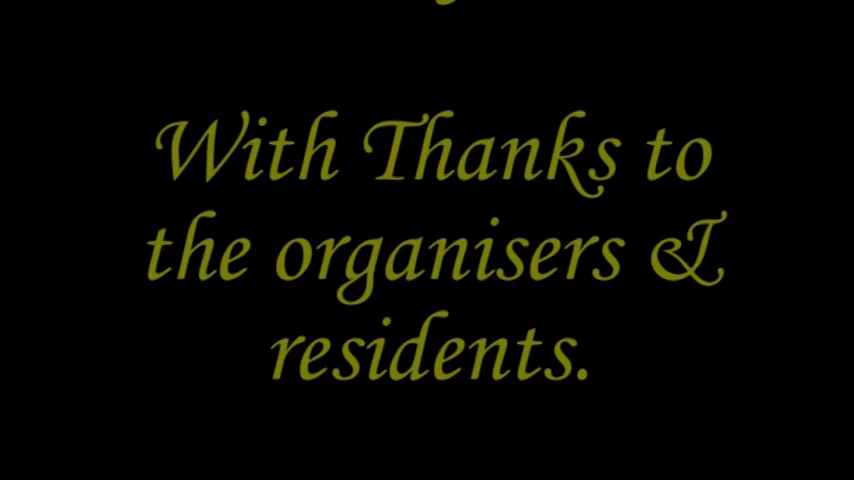 With Thanks to
the organisers &
residents.